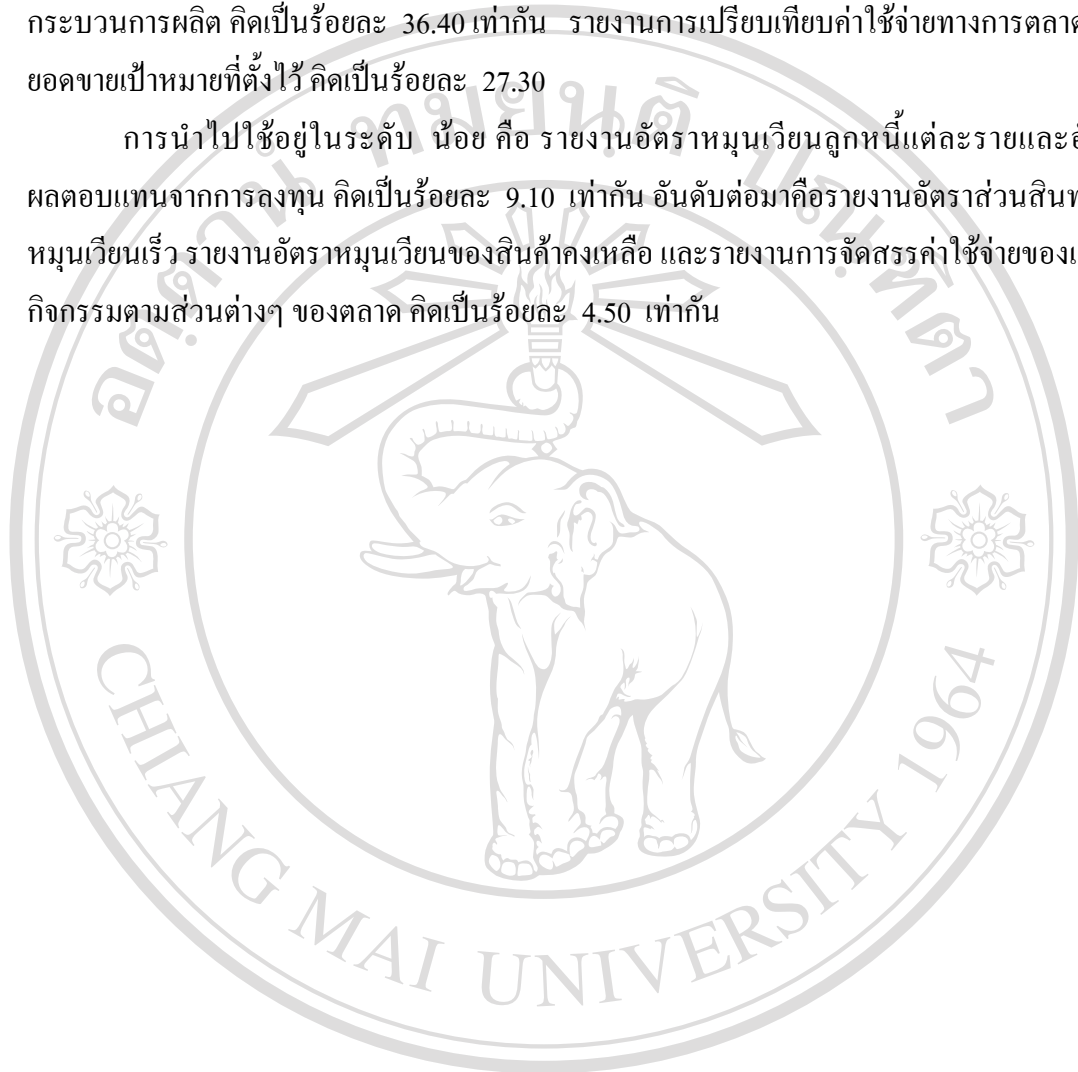 กระบวนการผลิต คิดเป็นร้อยละ 36.40 เท่ากัน รายงานการเปรียบเทียบค่าใช้จ่ายทางการตลาด
ยอดขายเป้าหมายที่ตั้งไว้ คิดเป็นร้อยละ 27.30
การนำไปใช้อยู่ในระดับ น้อย คือ รายงานอัตราหมุนเวียนลูกหนี้แต่ละรายและ
ผลตอบแทนจากการลงทุน คิดเป็นร้อยละ 9.10 เท่ากัน อันดับต่อมาคือรายงานอัตราส่วน
หมุนเวียนเร็ว รายงานอัตราหมุนเวียนของสินค้าคงเหลือ และรายงานการจัดสรรค่าใช้จ่ายของ
กิจกรรมตามส่วนต่างๆ ของตลาด คิดเป็นร้อยละ 4.50 เท่ากัน
อตฺตานํ ทมยนฺติ ปณฺฑิตา
CHIANG MAI UNIVERSITY 1964